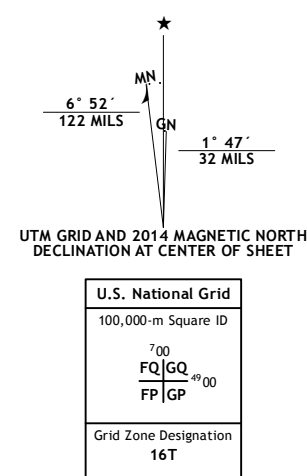 ★
MN
6° 52´
122 MILS
GN
1° 47´
32 MILS
UTM GRID AND 2014 MAGNETIC NORTH
DECLINATION AT CENTER OF SHEET
U.S. National Grid
100,000-m Square ID
⁷00
FQ GQ
⁴⁹00
FP GP
Grid Zone Designation
16T